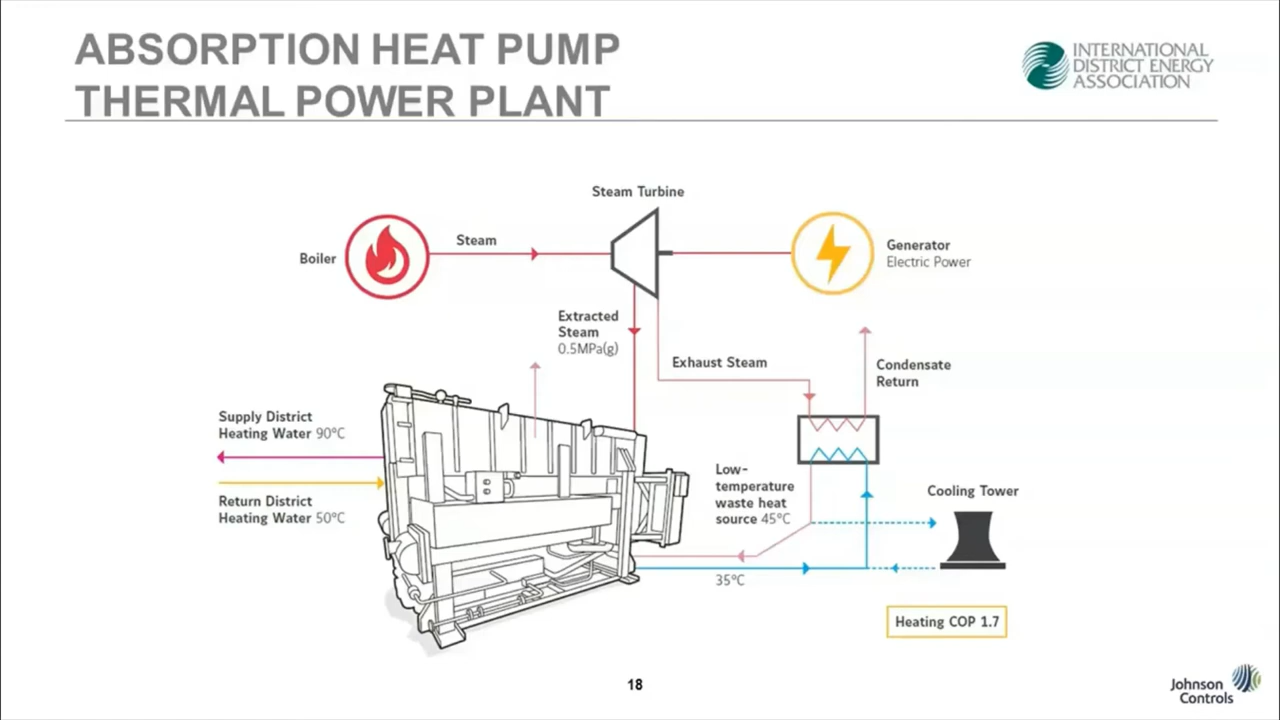 ABSORPTION HEAT PUMP
THERMAL POWER PLANT
INTERNATIONAL
DISTRICT ENERGY
ASSOCIATION
Steam Turbine
Boiler
Steam
Generator
Electric Power
Extracted
Steam
0.5MPa(g)
Exhaust Steam
Condensate
Return
Supply District
Heating Water 90°C
Return District
Heating Water 50°C
Low-
temperature
waste heat
source 45°C
35°C
Cooling Tower
Heating COP 1.7
18
Johnson
Controls